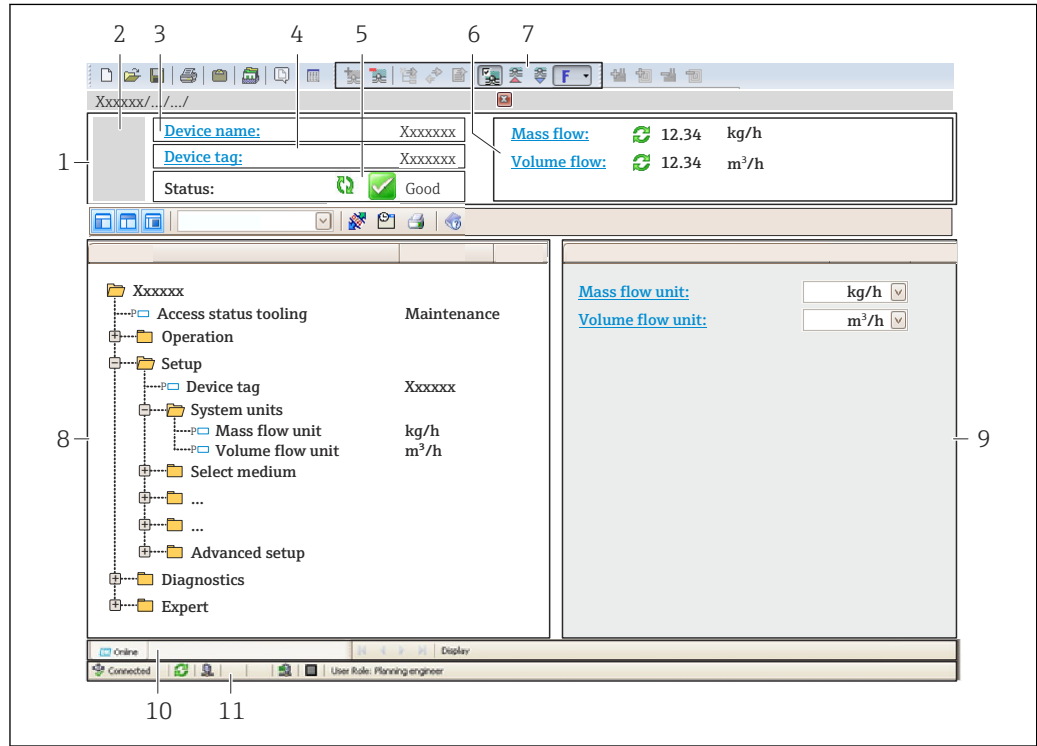 2 3 4 5 6 7
F
Xxxxxx/.../.../
1
Device name: Xxxxxxx
Device tag: Xxxxxxx
Status: Good
Mass flow: 12.34 kg/h
Volume flow: 12.34 m³/h
Xxxxxx
P Access status tooling Maintenance
Operation
Setup
P Device tag Xxxxxx
System units
P Mass flow unit kg/h
P Volume flow unit m³/h
Select medium
...
...
Advanced setup
Diagnostics
Expert
Mass flow unit: kg/h
Volume flow unit: m³/h
8
9
Online Display
Connected User Role: Planning engineer
10 11